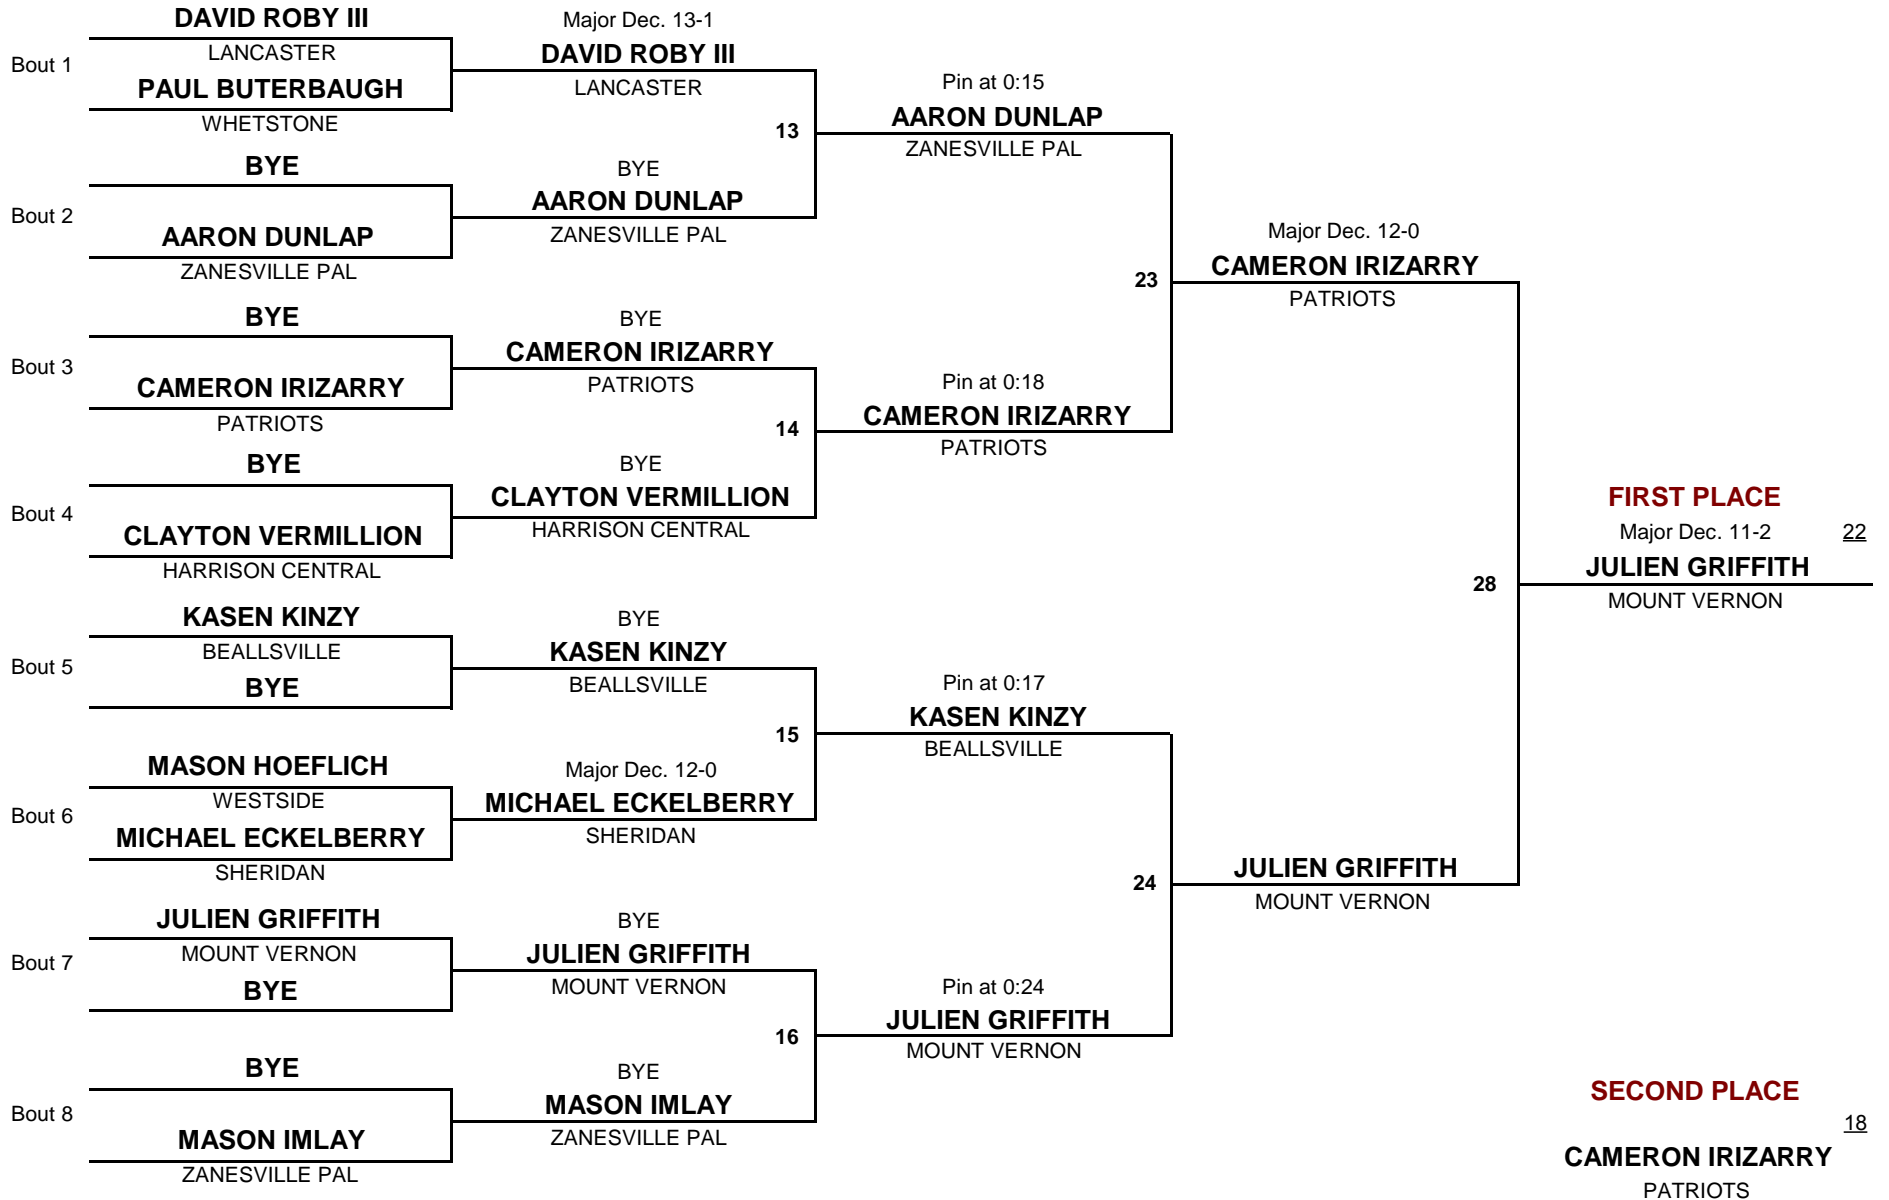 DAVID ROBY III
Bout 1
LANCASTER
PAUL BUTERBAUGH
WHETSTONE
BYE
Bout 2
AARON DUNLAP
ZANESVILLE PAL
BYE
Bout 3
CAMERON IRIZARRY
PATRIOTS
BYE
Bout 4
CLAYTON VERMILLION
HARRISON CENTRAL
KASEN KINZY
Bout 5
BEALLSVILLE
BYE
MASON HOEFLICH
Bout 6
WESTSIDE
MICHAEL ECKELBERRY
SHERIDAN
JULIEN GRIFFITH
Bout 7
MOUNT VERNON
BYE
BYE
Bout 8
MASON IMLAY
ZANESVILLE PAL
Major Dec. 13-1
DAVID ROBY III
LANCASTER
13
BYE
AARON DUNLAP
ZANESVILLE PAL
BYE
CAMERON IRIZARRY
PATRIOTS
14
BYE
CLAYTON VERMILLION
HARRISON CENTRAL
BYE
KASEN KINZY
BEALLSVILLE
15
Major Dec. 12-0
MICHAEL ECKELBERRY
SHERIDAN
BYE
JULIEN GRIFFITH
MOUNT VERNON
16
BYE
MASON IMLAY
ZANESVILLE PAL
Pin at 0:15
AARON DUNLAP
ZANESVILLE PAL
23
Pin at 0:18
CAMERON IRIZARRY
PATRIOTS
Pin at 0:17
KASEN KINZY
BEALLSVILLE
24
Pin at 0:24
JULIEN GRIFFITH
MOUNT VERNON
Major Dec. 12-0
CAMERON IRIZARRY
PATRIOTS
28
JULIEN GRIFFITH
MOUNT VERNON
FIRST PLACE
Major Dec. 11-2 22
JULIEN GRIFFITH
MOUNT VERNON
SECOND PLACE
18
CAMERON IRIZARRY
PATRIOTS